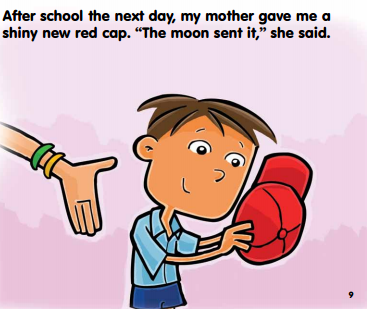 After school the next day, my mother gave me a
shiny new red cap. “The moon sent it,” she said.
9